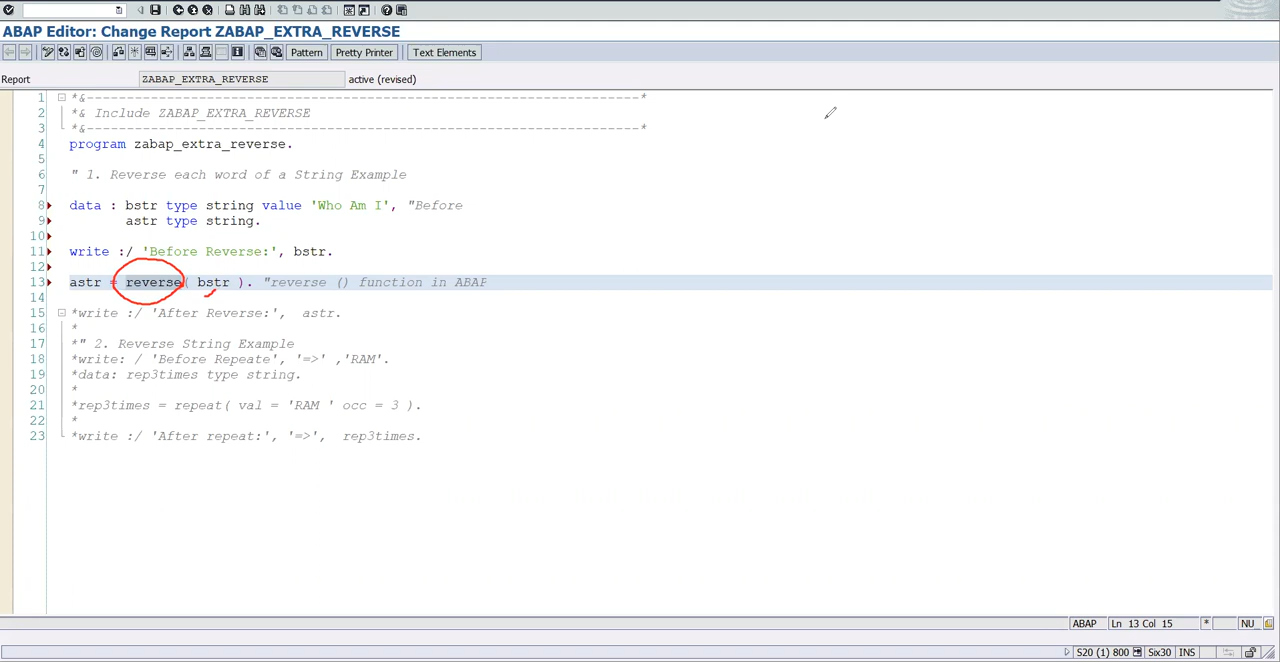 ABAP Editor: Change Report ZABAP_EXTRA_REVERSE
Pattern Pretty Printer Text Elements
Report ZABAP_EXTRA_REVERSE active (revised)
1 *&---------------------------------------------------------------------*
2 *& Include ZABAP_EXTRA_REVERSE
3 *&---------------------------------------------------------------------*
4 program zabap_extra_reverse.
5
6 " 1. Reverse each word of a String Example
7
8 data : bstr type string value 'Who Am I', "Before
9 astr type string.
10
11 write :/ 'Before Reverse:', bstr.
12
13 astr = reverse( bstr ). "reverse () function in ABAP
14
15 *write :/ 'After Reverse:', astr.
16 *
17 *" 2. Reverse String Example
18 *write: / 'Before Repeate', '=>' ,'RAM'.
19 *data: rep3times type string.
20 *
21 *rep3times = repeat( val = 'RAM ' occ = 3 ).
22 *
23 *write :/ 'After repeat:', '=>', rep3times.
ABAP Ln 13 Col 15 * NU
S20 (1) 800 Six30 INS